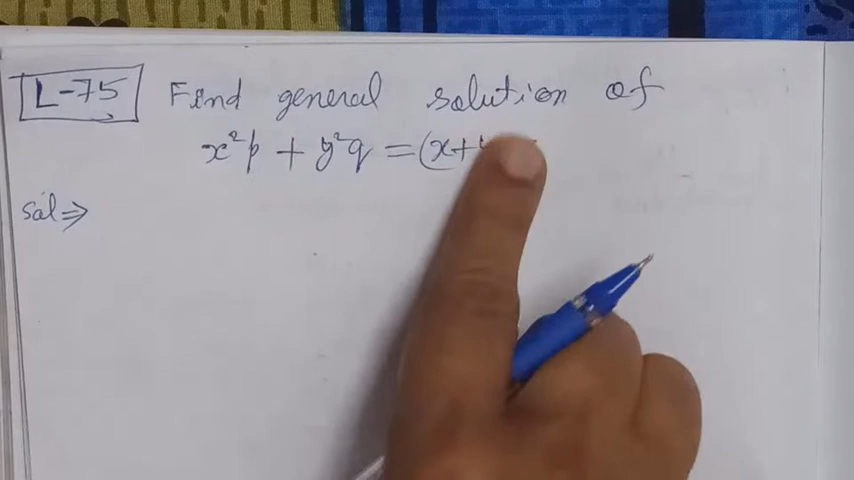 L-75 Find general solution of
x²p + y²q = (x+
sol⇒